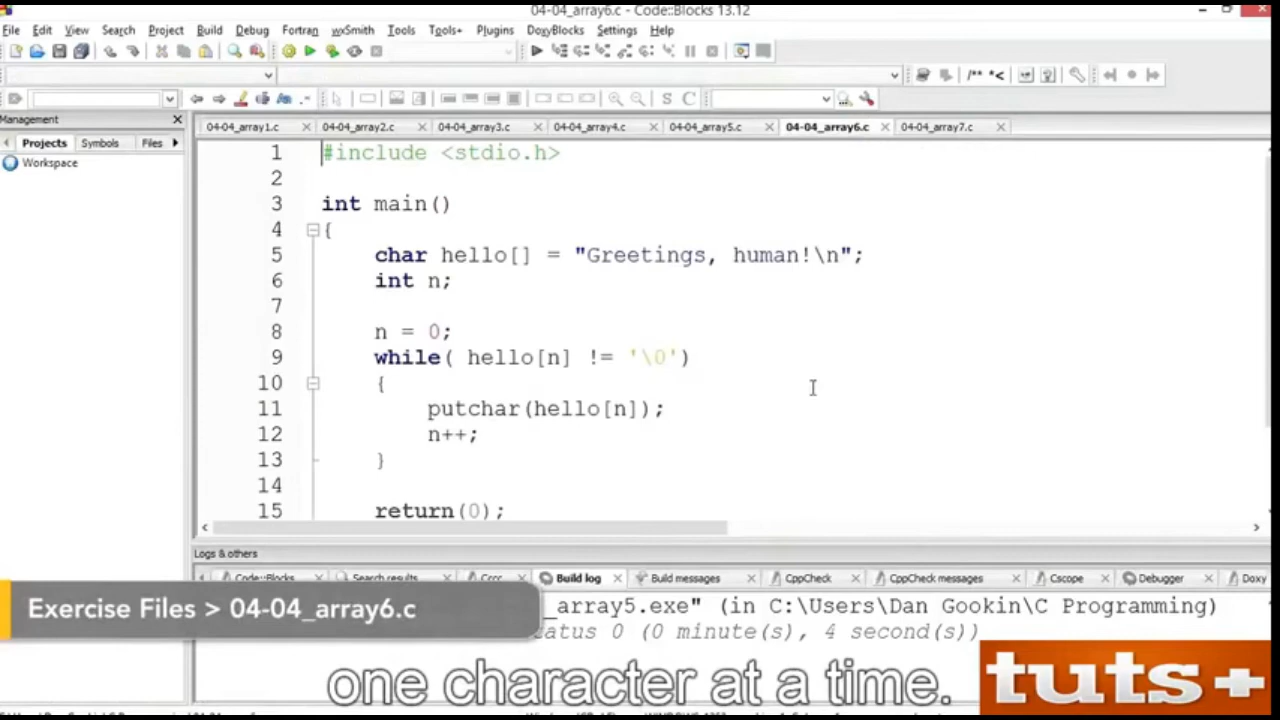 04-04_array6.c - Code::Blocks 13.12
File Edit View Search Project Build Debug Fortran wxSmith Tools Tools+ Plugins DoxyBlocks Settings Help
/** *<
S C
Management
04-04_array1.c 04-04_array2.c 04-04_array3.c 04-04_array4.c 04-04_array5.c 04-04_array6.c 04-04_array7.c
Projects Symbols Files
Workspace
1 #include <stdio.h>
2
3 int main()
4 {
5 char hello[] = "Greetings, human!\n";
6 int n;
7
8 n = 0;
9 while( hello[n] != '\0')
10 {
11 putchar(hello[n]);
12 n++;
13 }
14
15 return(0);
Logs & others
Code::Blocks Search results Cccc Build log Build messages CppCheck CppCheck messages Cscope Debugger Doxy
Exercise Files > 04-04_array6.c
_array5.exe" (in C:\Users\Dan Gookin\C Programming)
tatus 0 (0 minute(s), 4 second(s))
one character at a time.
tuts+